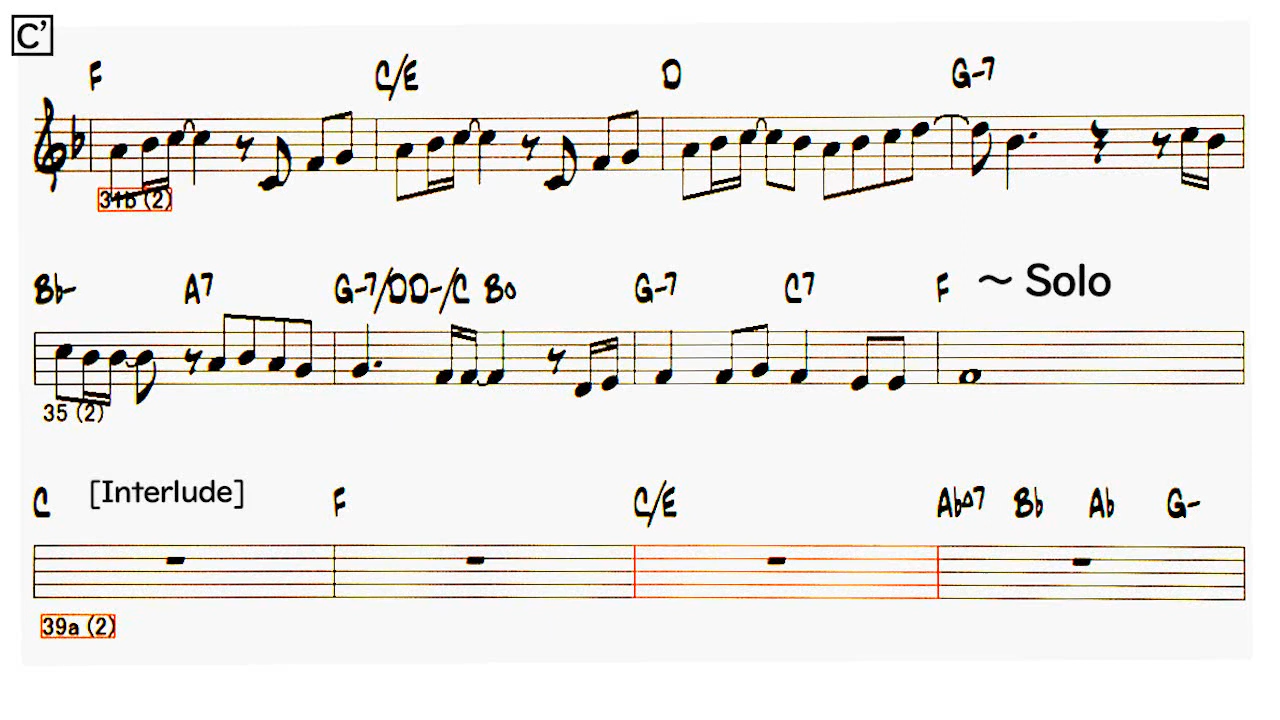 C’
F C/E D G-7
31b (2)
Bb- A7 G-7/D D-/C Bo G-7 C7 F ～ Solo
35 (2)
C [Interlude] F C/E Ab△7 Bb Ab G-
39a (2)